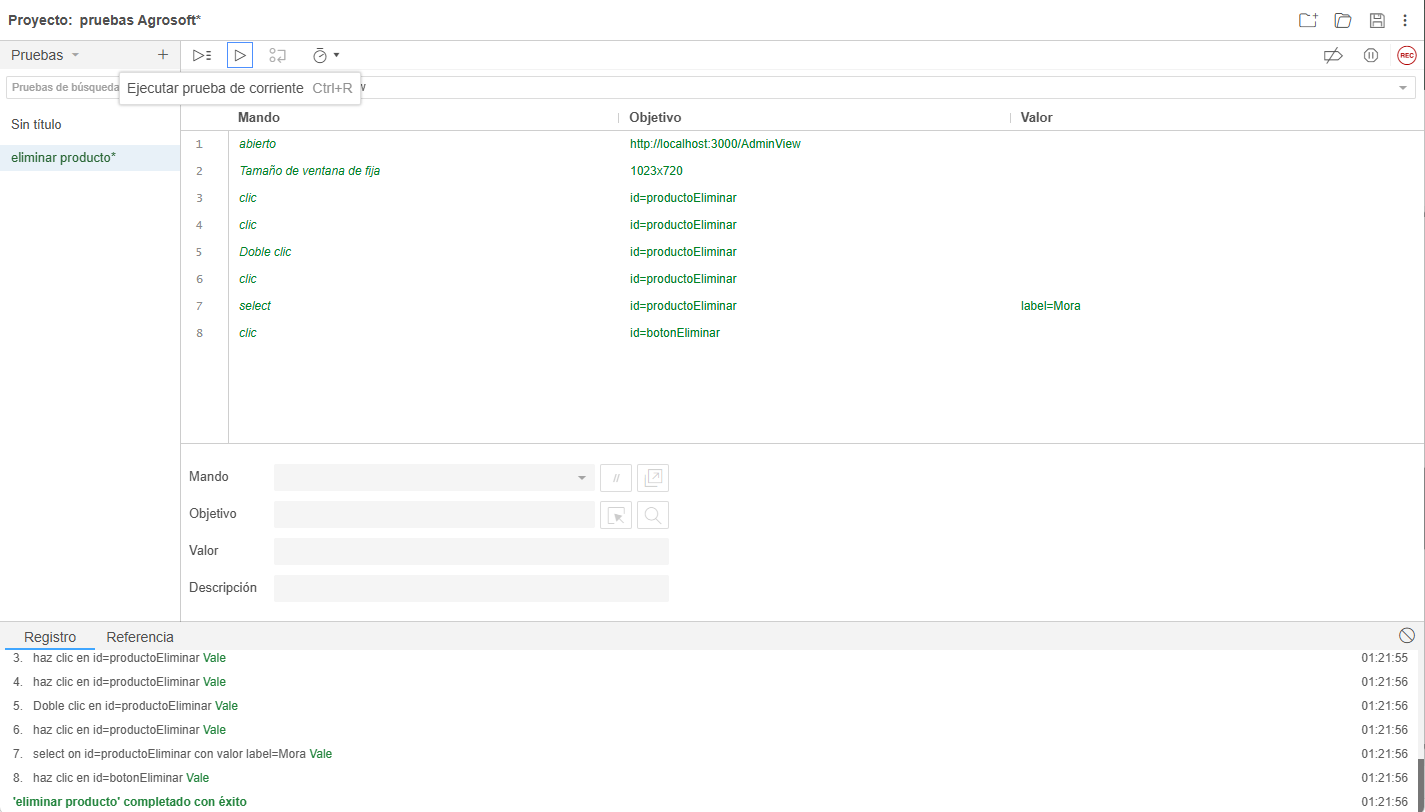 Proyecto: pruebas Agrosoft*
Pruebas +
REC
Pruebas de búsqueda
Ejecutar prueba de corriente Ctrl+R
Sin título
eliminar producto*
Mando Objetivo Valor
1 abierto http://localhost:3000/AdminView
2 Tamaño de ventana de fija 1023x720
3 clic id=productoEliminar
4 clic id=productoEliminar
5 Doble clic id=productoEliminar
6 clic id=productoEliminar
7 select id=productoEliminar label=Mora
8 clic id=botonEliminar
Mando //
Objetivo
Valor
Descripción
Registro Referencia
3. haz clic en id=productoEliminar Vale 01:21:55
4. haz clic en id=productoEliminar Vale 01:21:56
5. Doble clic en id=productoEliminar Vale 01:21:56
6. haz clic en id=productoEliminar Vale 01:21:56
7. select on id=productoEliminar con valor label=Mora Vale 01:21:56
8. haz clic en id=botonEliminar Vale 01:21:56
'eliminar producto' completado con éxito 01:21:56